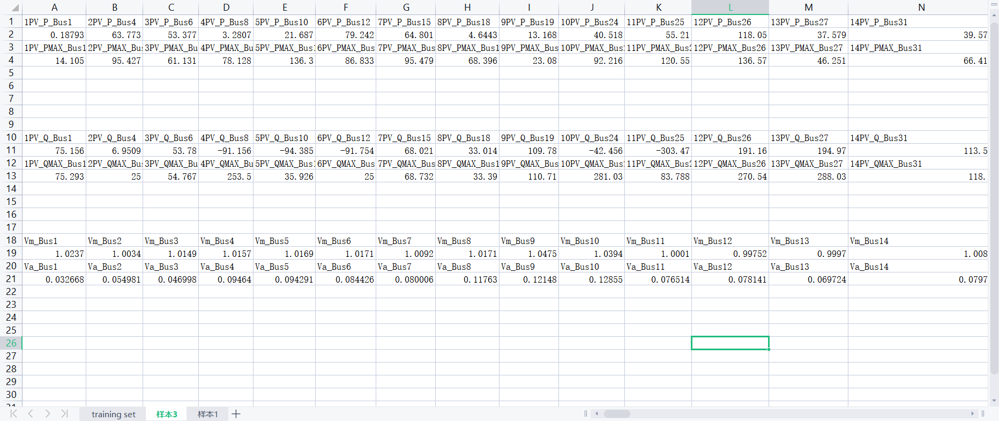 A B C D E F G H I J K L M N
1 1PV_P_Bus1 2PV_P_Bus4 3PV_P_Bus6 4PV_P_Bus8 5PV_P_Bus10 6PV_P_Bus12 7PV_P_Bus15 8PV_P_Bus18 9PV_P_Bus19 10PV_P_Bus24 11PV_P_Bus25 12PV_P_Bus26 13PV_P_Bus27 14PV_P_Bus31
2 0.18793 63.773 53.377 3.2807 21.687 79.242 64.801 4.6443 13.168 40.518 55.21 118.05 37.579 39.57
3 1PV_PMAX_Bus1 2PV_PMAX_Bus 3PV_PMAX_Bu 4PV_PMAX_Bu 5PV_PMAX_Bus 6PV_PMAX_Bus 7PV_PMAX_Bus 8PV_PMAX_Bus1 9PV_PMAX_Bus 10PV_PMAX_Bus 11PV_PMAX_Bus2 12PV_PMAX_Bus26 13PV_PMAX_Bus27 14PV_PMAX_Bus31
4 14.105 95.427 61.131 78.128 136.3 86.833 95.479 68.396 23.08 92.216 120.55 136.57 46.251 66.41
5
6
7
8
9
10 1PV_Q_Bus1 2PV_Q_Bus4 3PV_Q_Bus6 4PV_Q_Bus8 5PV_Q_Bus10 6PV_Q_Bus12 7PV_Q_Bus15 8PV_Q_Bus18 9PV_Q_Bus19 10PV_Q_Bus24 11PV_Q_Bus25 12PV_Q_Bus26 13PV_Q_Bus27 14PV_Q_Bus31
11 75.156 6.9509 53.78 -91.156 -94.385 -91.754 68.021 33.014 109.78 -42.456 -303.47 191.16 194.97 113.5
12 1PV_QMAX_Bus1 2PV_QMAX_Bus 3PV_QMAX_Bu 4PV_QMAX_Bu 5PV_QMAX_Bus 6PV_QMAX_Bus 7PV_QMAX_Bus 8PV_QMAX_Bus1 9PV_QMAX_Bus 10PV_QMAX_Bus 11PV_QMAX_Bus2 12PV_QMAX_Bus26 13PV_QMAX_Bus27 14PV_QMAX_Bus31
13 75.293 25 54.767 253.5 35.926 25 68.732 33.39 110.71 281.03 83.788 270.54 288.03 118.
14
15
16
17
18 Vm_Bus1 Vm_Bus2 Vm_Bus3 Vm_Bus4 Vm_Bus5 Vm_Bus6 Vm_Bus7 Vm_Bus8 Vm_Bus9 Vm_Bus10 Vm_Bus11 Vm_Bus12 Vm_Bus13 Vm_Bus14
19 1.0237 1.0034 1.0149 1.0157 1.0169 1.0171 1.0092 1.0171 1.0475 1.0394 1.0001 0.99752 0.9997 1.008
20 Va_Bus1 Va_Bus2 Va_Bus3 Va_Bus4 Va_Bus5 Va_Bus6 Va_Bus7 Va_Bus8 Va_Bus9 Va_Bus10 Va_Bus11 Va_Bus12 Va_Bus13 Va_Bus14
21 0.032668 0.054981 0.046998 0.09464 0.094291 0.084426 0.080006 0.11763 0.12148 0.12855 0.076514 0.078141 0.069724 0.0797
22
23
24
25
26
27
28
29
30
training set 样本3 样本1